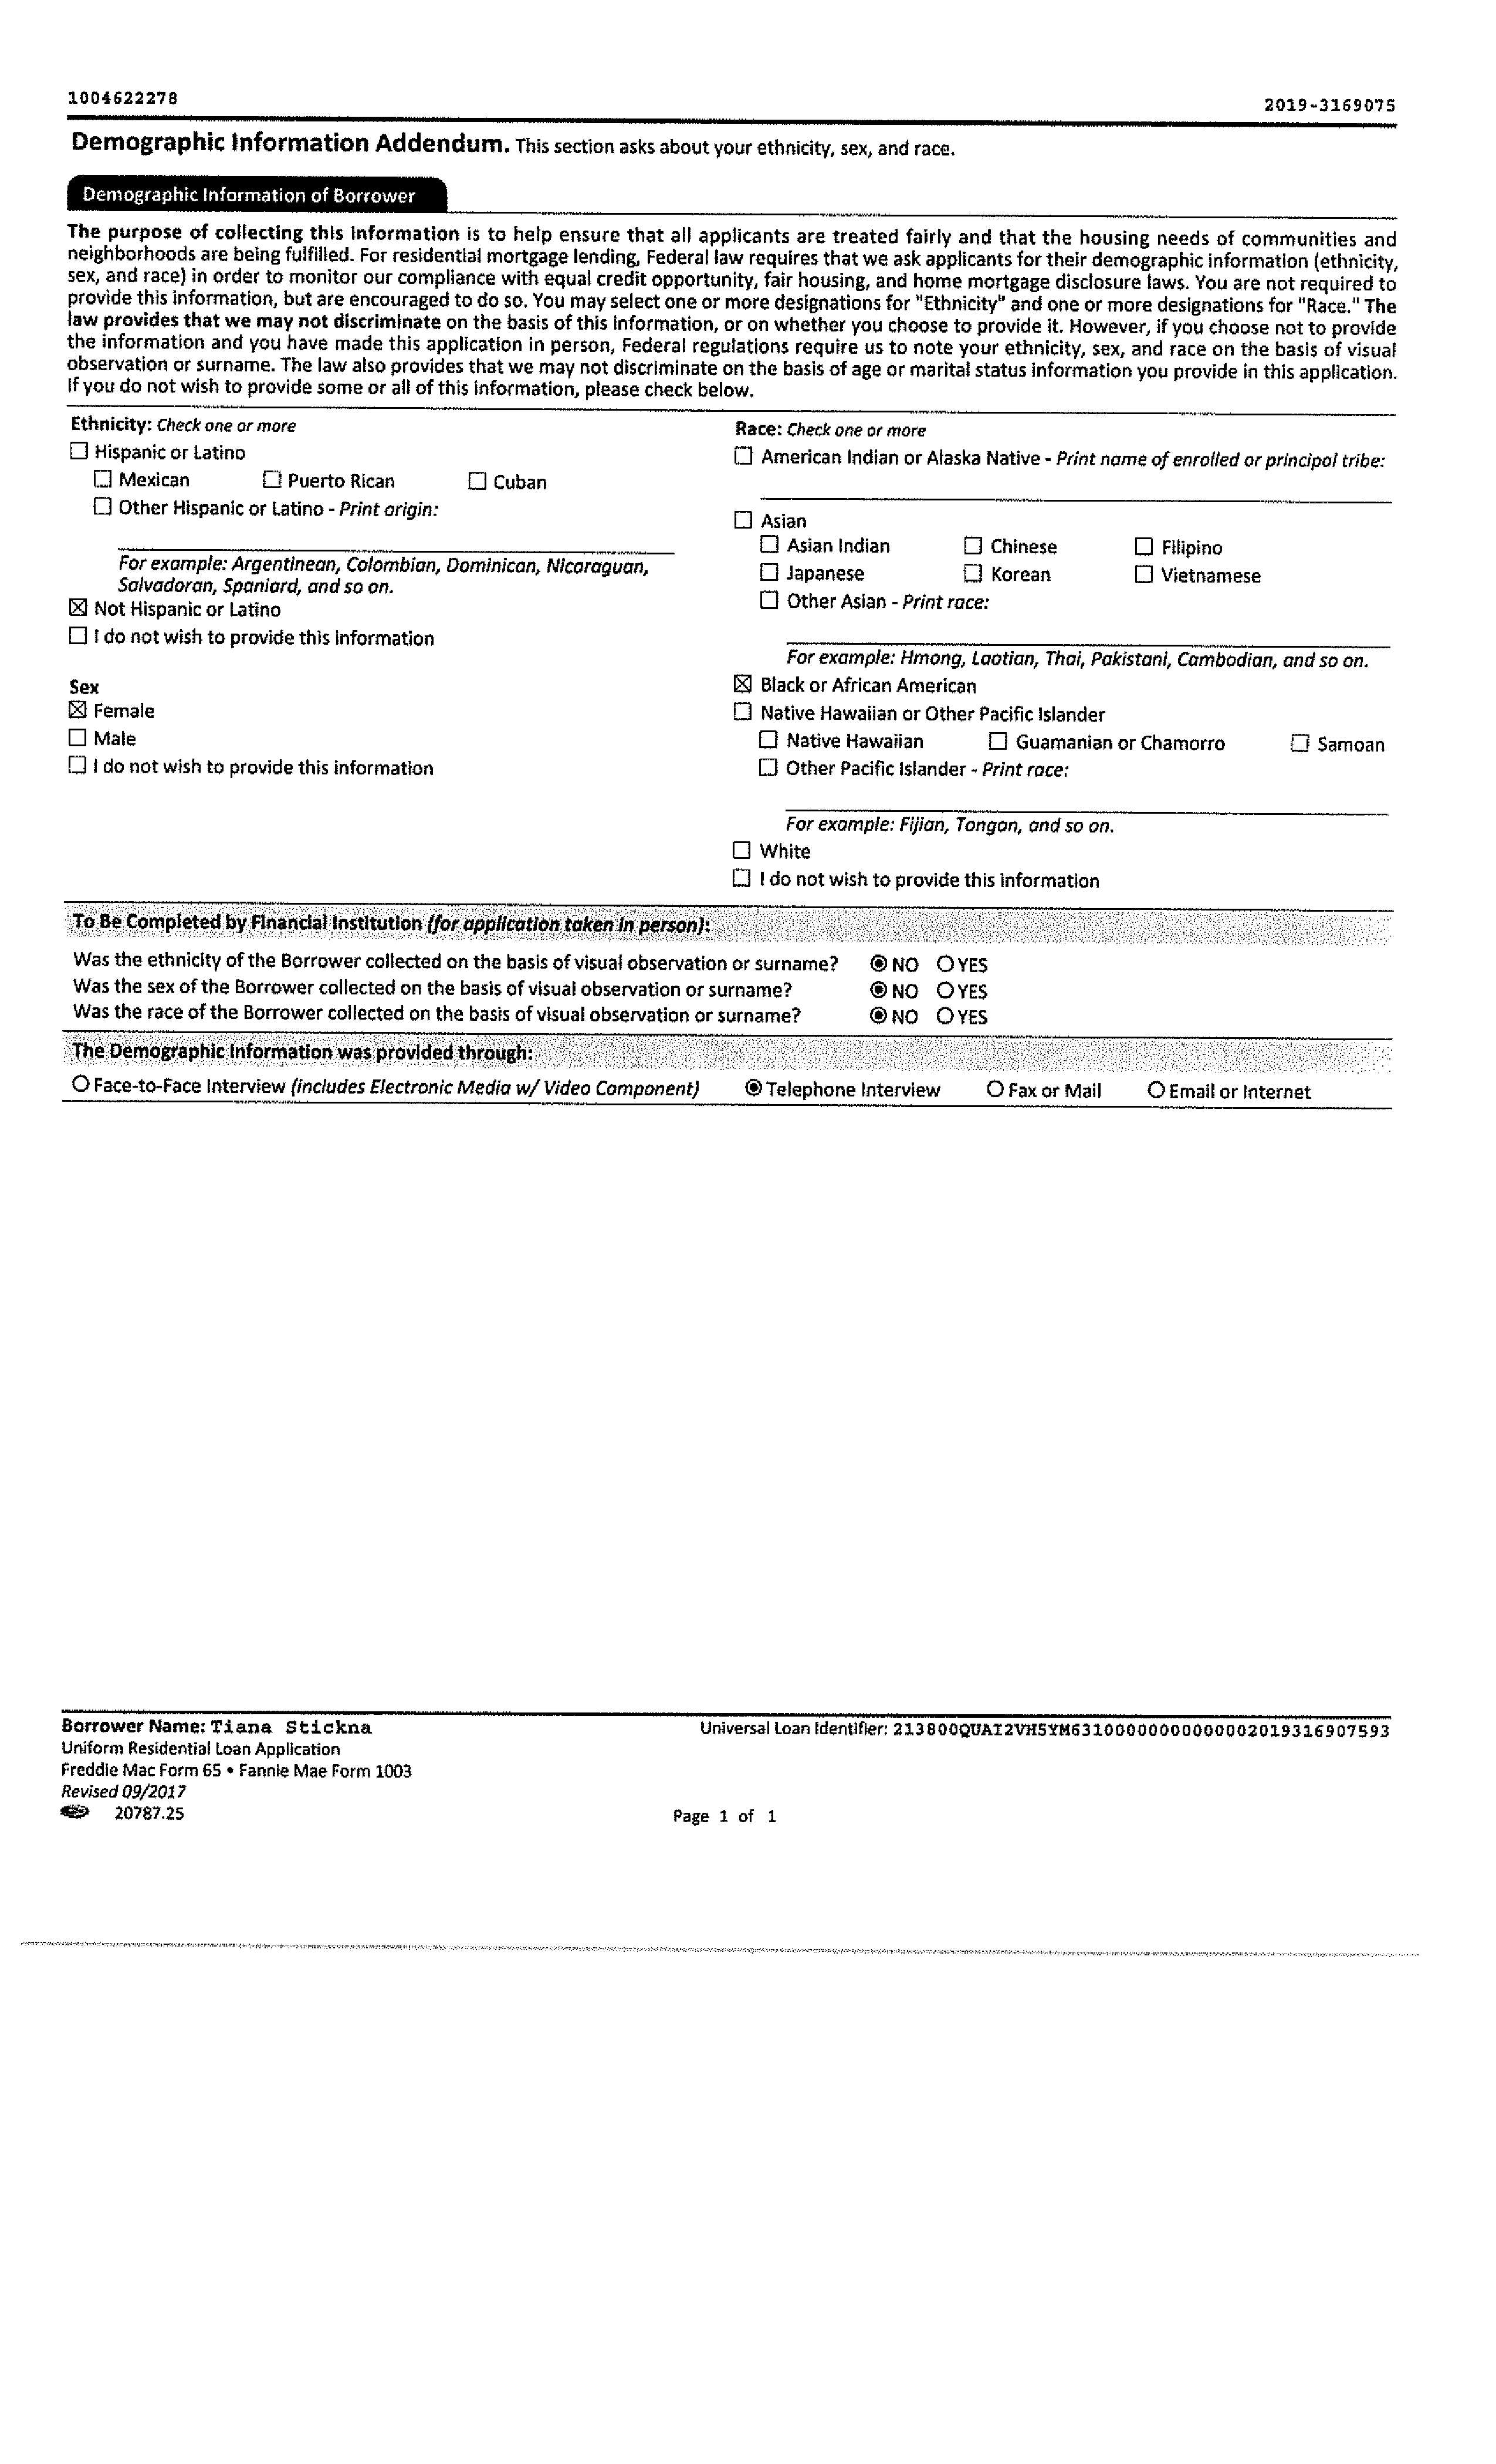 1004622278
2019-3169075
Demographic Information Addendum. This section asks about your ethnicity, sex, and race.
Demographic Information of Borrower
The purpose of collecting this information is to help ensure that all applicants are treated fairly and that the housing needs of communities and
neighborhoods are being fulfilled. For residential mortgage lending, Federal law requires that we ask applicants for their demographic information (ethnicity,
sex, and race) in order to monitor our compliance with equal credit opportunity, fair housing, and home mortgage disclosure laws. You are not required to
provide this information, but are encouraged to do so. You may select one or more designations for "Ethnicity" and one or more designations for "Race." The
law provides that we may not discriminate on the basis of this information, or on whether you choose to provide it. However, if you choose not to provide
the information and you have made this application in person, Federal regulations require us to note your ethnicity, sex, and race on the basis of visual
observation or surname. The law also provides that we may not discriminate on the basis of age or marital status information you provide in this application.
If you do not wish to provide some or all of this information, please check below.
Ethnicity: Check one or more
☐ Hispanic or Latino
☐ Mexican ☐ Puerto Rican ☐ Cuban
☐ Other Hispanic or Latino - Print origin:
For example: Argentinean, Colombian, Dominican, Nicaraguan,
Salvadoran, Spaniard, and so on.
☒ Not Hispanic or Latino
☐ I do not wish to provide this information
Sex
☒ Female
☐ Male
☐ I do not wish to provide this information
Race: Check one or more
☐ American Indian or Alaska Native - Print name of enrolled or principal tribe:
☐ Asian
☐ Asian Indian ☐ Chinese ☐ Filipino
☐ Japanese ☐ Korean ☐ Vietnamese
☐ Other Asian - Print race:
For example: Hmong, Laotian, Thai, Pakistani, Cambodian, and so on.
☒ Black or African American
☐ Native Hawaiian or Other Pacific Islander
☐ Native Hawaiian ☐ Guamanian or Chamorro ☐ Samoan
☐ Other Pacific Islander - Print race:
For example: Fijian, Tongan, and so on.
☐ White
☐ I do not wish to provide this information
To Be Completed by Financial Institution (for application taken in person):
Was the ethnicity of the Borrower collected on the basis of visual observation or surname? ◉ NO ○ YES
Was the sex of the Borrower collected on the basis of visual observation or surname? ◉ NO ○ YES
Was the race of the Borrower collected on the basis of visual observation or surname? ◉ NO ○ YES
The Demographic Information was provided through:
○ Face-to-Face Interview (includes Electronic Media w/ Video Component) ◉ Telephone Interview ○ Fax or Mail ○ Email or Internet
Borrower Name: Tiana Stickna
Universal Loan Identifier: 213800QUAI2VH5YM6310000000000002019316907593
Uniform Residential Loan Application
Freddie Mac Form 65 • Fannie Mae Form 1003
Revised 09/2017
20787.25
Page 1 of 1